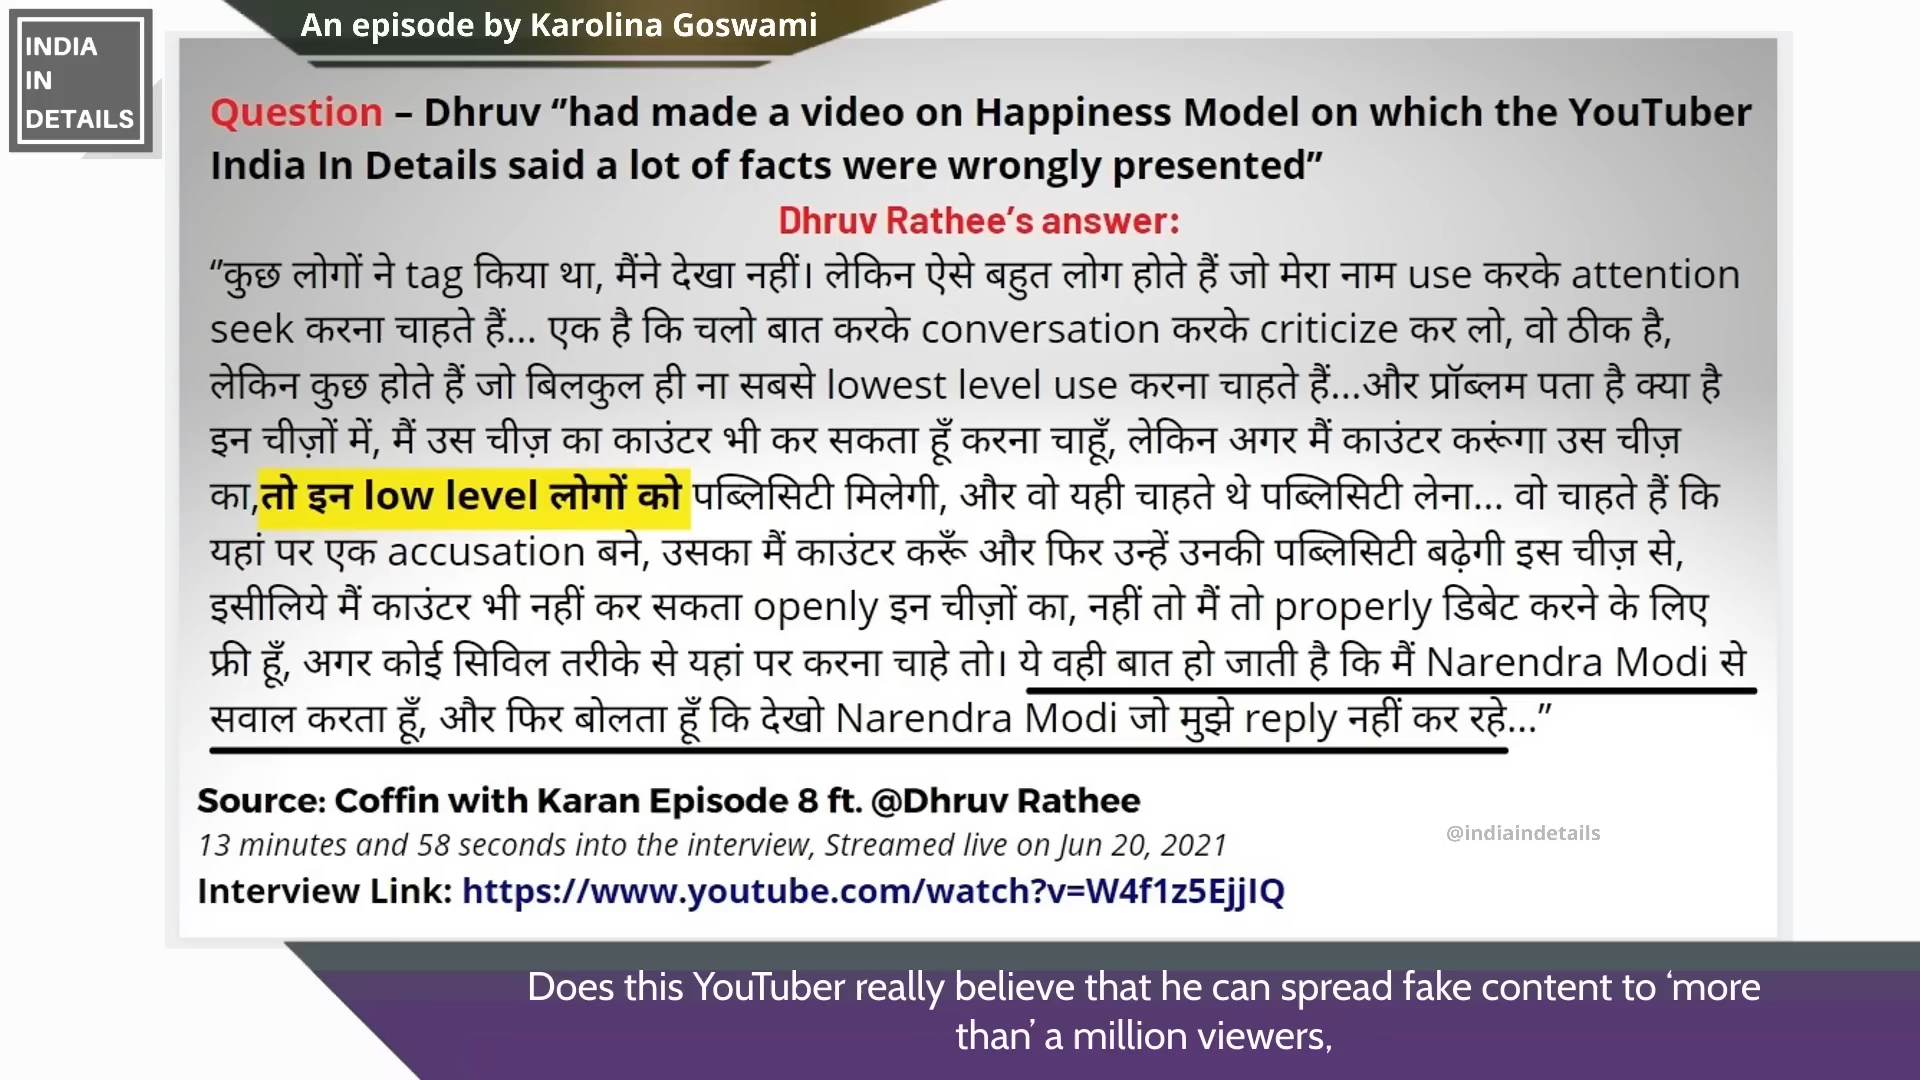 An episode by Karolina Goswami
INDIA
IN
DETAILS
Question – Dhruv “had made a video on Happiness Model on which the YouTuber
India In Details said a lot of facts were wrongly presented”
Dhruv Rathee’s answer:
“कुछ लोगों ने tag किया था, मैंने देखा नहीं। लेकिन ऐसे बहुत लोग होते हैं जो मेरा नाम use करके attention
seek करना चाहते हैं... एक है कि चलो बात करके conversation करके criticize कर लो, वो ठीक है,
लेकिन कुछ होते हैं जो बिलकुल ही ना सबसे lowest level use करना चाहते हैं...और प्रॉब्लम पता है क्या है
इन चीज़ों में, मैं उस चीज़ का काउंटर भी कर सकता हूँ करना चाहूँ, लेकिन अगर मैं काउंटर करूंगा उस चीज़
का,तो इन low level लोगों को पब्लिसिटी मिलेगी, और वो यही चाहते थे पब्लिसिटी लेना... वो चाहते हैं कि
यहां पर एक accusation बने, उसका मैं काउंटर करूँ और फिर उन्हें उनकी पब्लिसिटी बढ़ेगी इस चीज़ से,
इसीलिये मैं काउंटर भी नहीं कर सकता openly इन चीज़ों का, नहीं तो मैं तो properly डिबेट करने के लिए
फ्री हूँ, अगर कोई सिविल तरीके से यहां पर करना चाहे तो। ये वही बात हो जाती है कि मैं Narendra Modi से
सवाल करता हूँ, और फिर बोलता हूँ कि देखो Narendra Modi जो मुझे reply नहीं कर रहे...”
Source: Coffin with Karan Episode 8 ft. @Dhruv Rathee
13 minutes and 58 seconds into the interview, Streamed live on Jun 20, 2021
@indiaindetails
Interview Link: https://www.youtube.com/watch?v=W4f1z5EjjIQ
Does this YouTuber really believe that he can spread fake content to ‘more
than’ a million viewers,